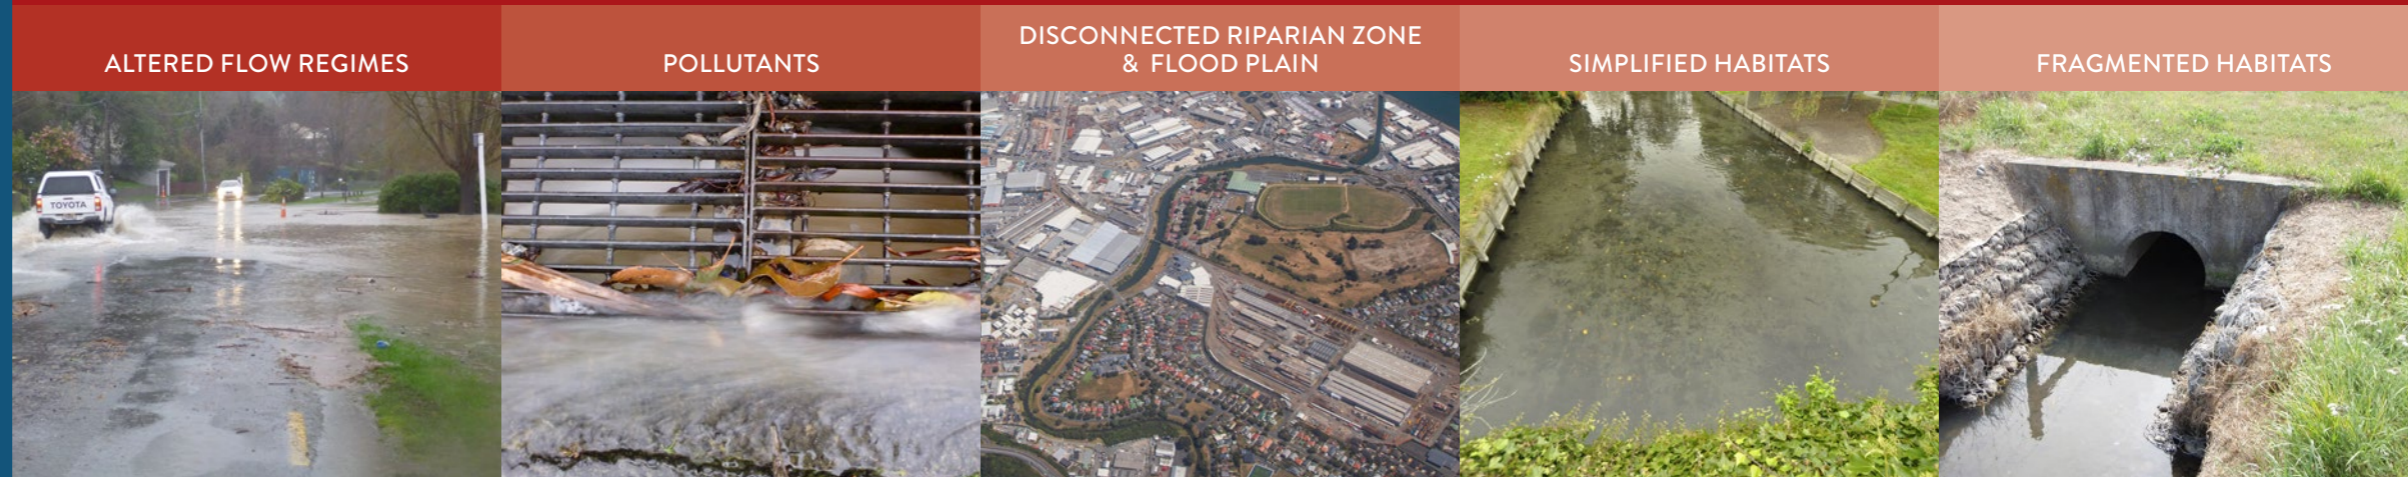 ALTERED FLOW REGIMES
POLLUTANTS
DISCONNECTED RIPARIAN ZONE
& FLOOD PLAIN
SIMPLIFIED HABITATS
FRAGMENTED HABITATS
TOYOTA